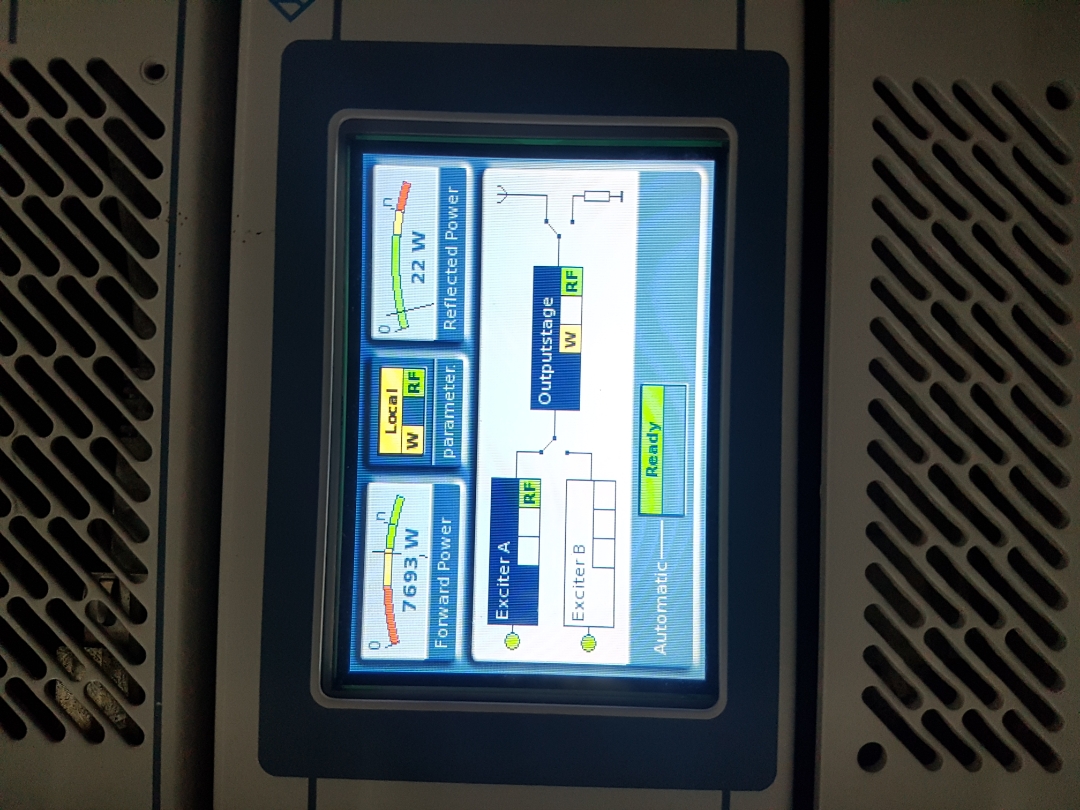 0
n
7693 W
Forward Power
Local
W RF
parameter.
0
n
22 W
Reflected Power
Exciter A
RF
Exciter B
Outputstage
W RF
Automatic
Ready